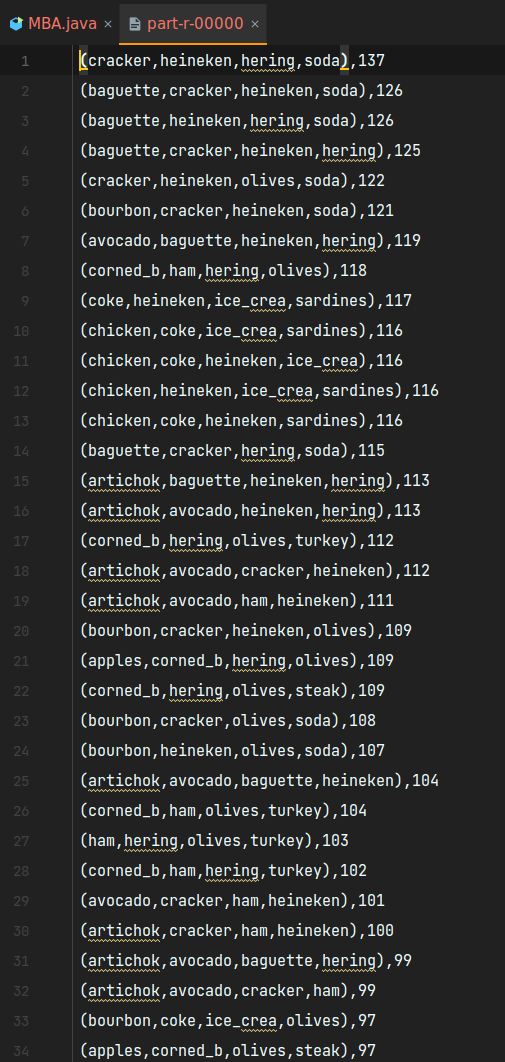 MBA.java × part-r-00000 ×
1 (cracker,heineken,hering,soda),137
2 (baguette,cracker,heineken,soda),126
3 (baguette,heineken,hering,soda),126
4 (baguette,cracker,heineken,hering),125
5 (cracker,heineken,olives,soda),122
6 (bourbon,cracker,heineken,soda),121
7 (avocado,baguette,heineken,hering),119
8 (corned_b,ham,hering,olives),118
9 (coke,heineken,ice_crea,sardines),117
10 (chicken,coke,ice_crea,sardines),116
11 (chicken,coke,heineken,ice_crea),116
12 (chicken,heineken,ice_crea,sardines),116
13 (chicken,coke,heineken,sardines),116
14 (baguette,cracker,hering,soda),115
15 (artichok,baguette,heineken,hering),113
16 (artichok,avocado,heineken,hering),113
17 (corned_b,hering,olives,turkey),112
18 (artichok,avocado,cracker,heineken),112
19 (artichok,avocado,ham,heineken),111
20 (bourbon,cracker,heineken,olives),109
21 (apples,corned_b,hering,olives),109
22 (corned_b,hering,olives,steak),109
23 (bourbon,cracker,olives,soda),108
24 (bourbon,heineken,olives,soda),107
25 (artichok,avocado,baguette,heineken),104
26 (corned_b,ham,olives,turkey),104
27 (ham,hering,olives,turkey),103
28 (corned_b,ham,hering,turkey),102
29 (avocado,cracker,ham,heineken),101
30 (artichok,cracker,ham,heineken),100
31 (artichok,avocado,baguette,hering),99
32 (artichok,avocado,cracker,ham),99
33 (bourbon,coke,ice_crea,olives),97
34 (apples,corned_b,olives,steak),97